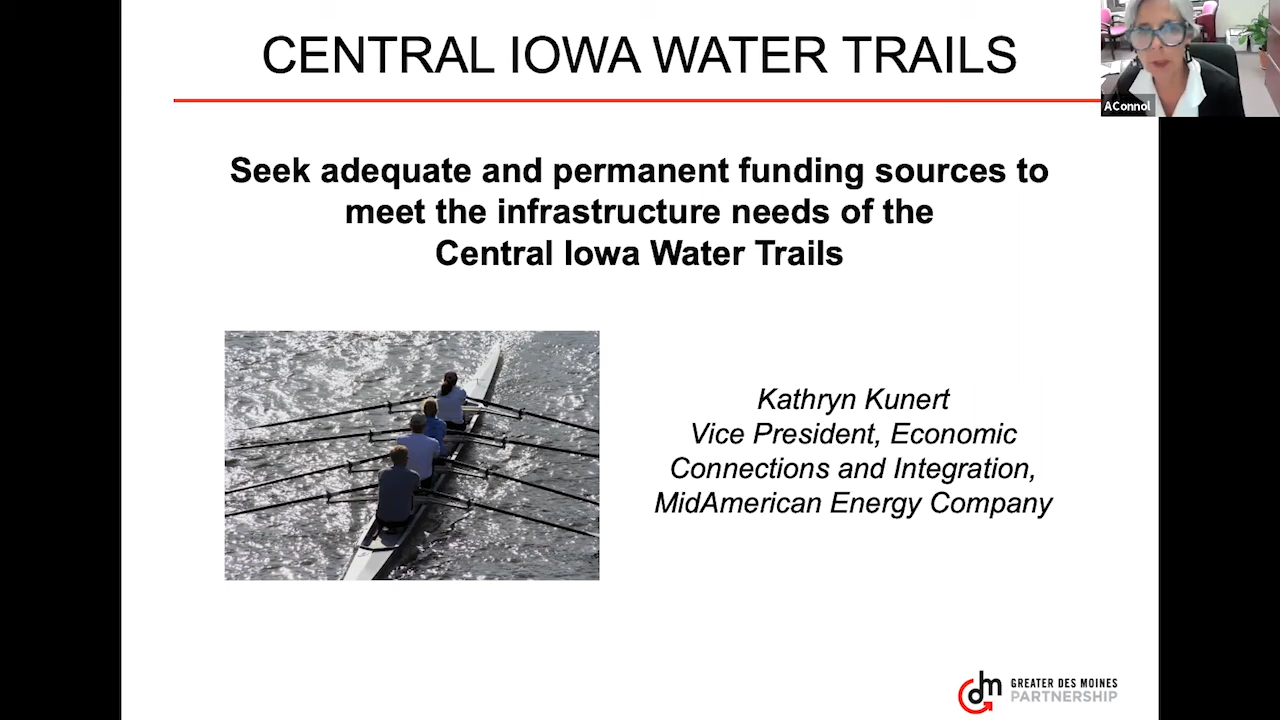 CENTRAL IOWA WATER TRAILS
AConnol
Seek adequate and permanent funding sources to
meet the infrastructure needs of the
Central Iowa Water Trails
Kathryn Kunert
Vice President, Economic
Connections and Integration,
MidAmerican Energy Company
dm
GREATER DES MOINES
PARTNERSHIP